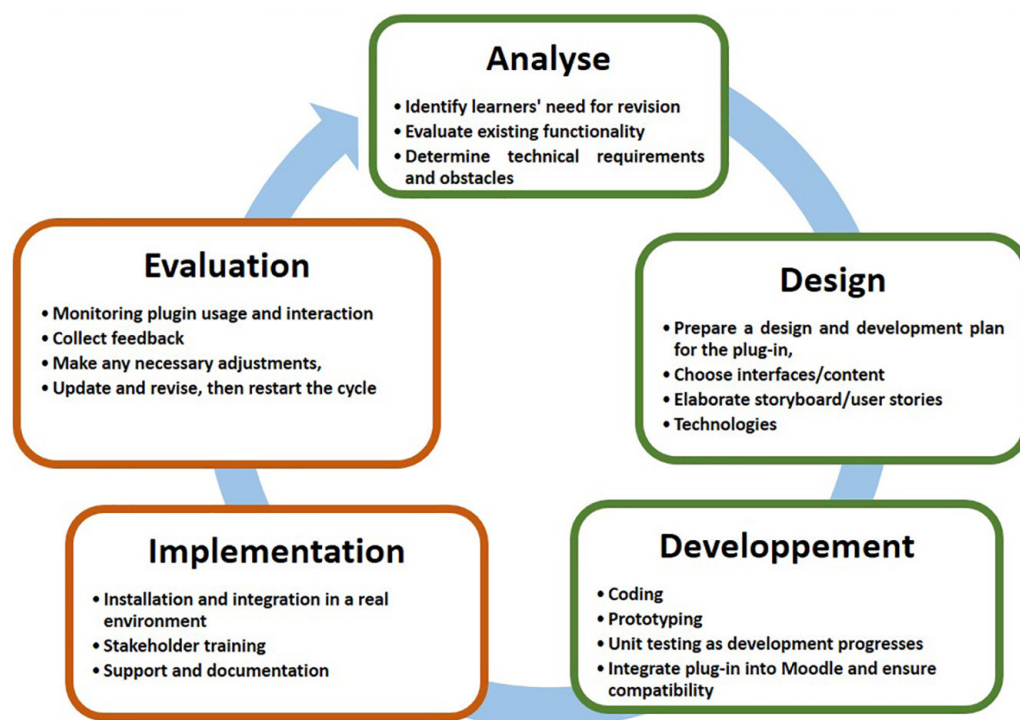 Analyse
• Identify learners' need for revision
• Evaluate existing functionality
• Determine technical requirements
and obstacles
Design
• Prepare a design and development plan
for the plug-in,
• Choose interfaces/content
• Elaborate storyboard/user stories
• Technologies
Developpement
• Coding
• Prototyping
• Unit testing as development progresses
• Integrate plug-in into Moodle and ensure
compatibility
Implementation
• Installation and integration in a real
environment
• Stakeholder training
• Support and documentation
Evaluation
• Monitoring plugin usage and interaction
• Collect feedback
• Make any necessary adjustments,
• Update and revise, then restart the cycle